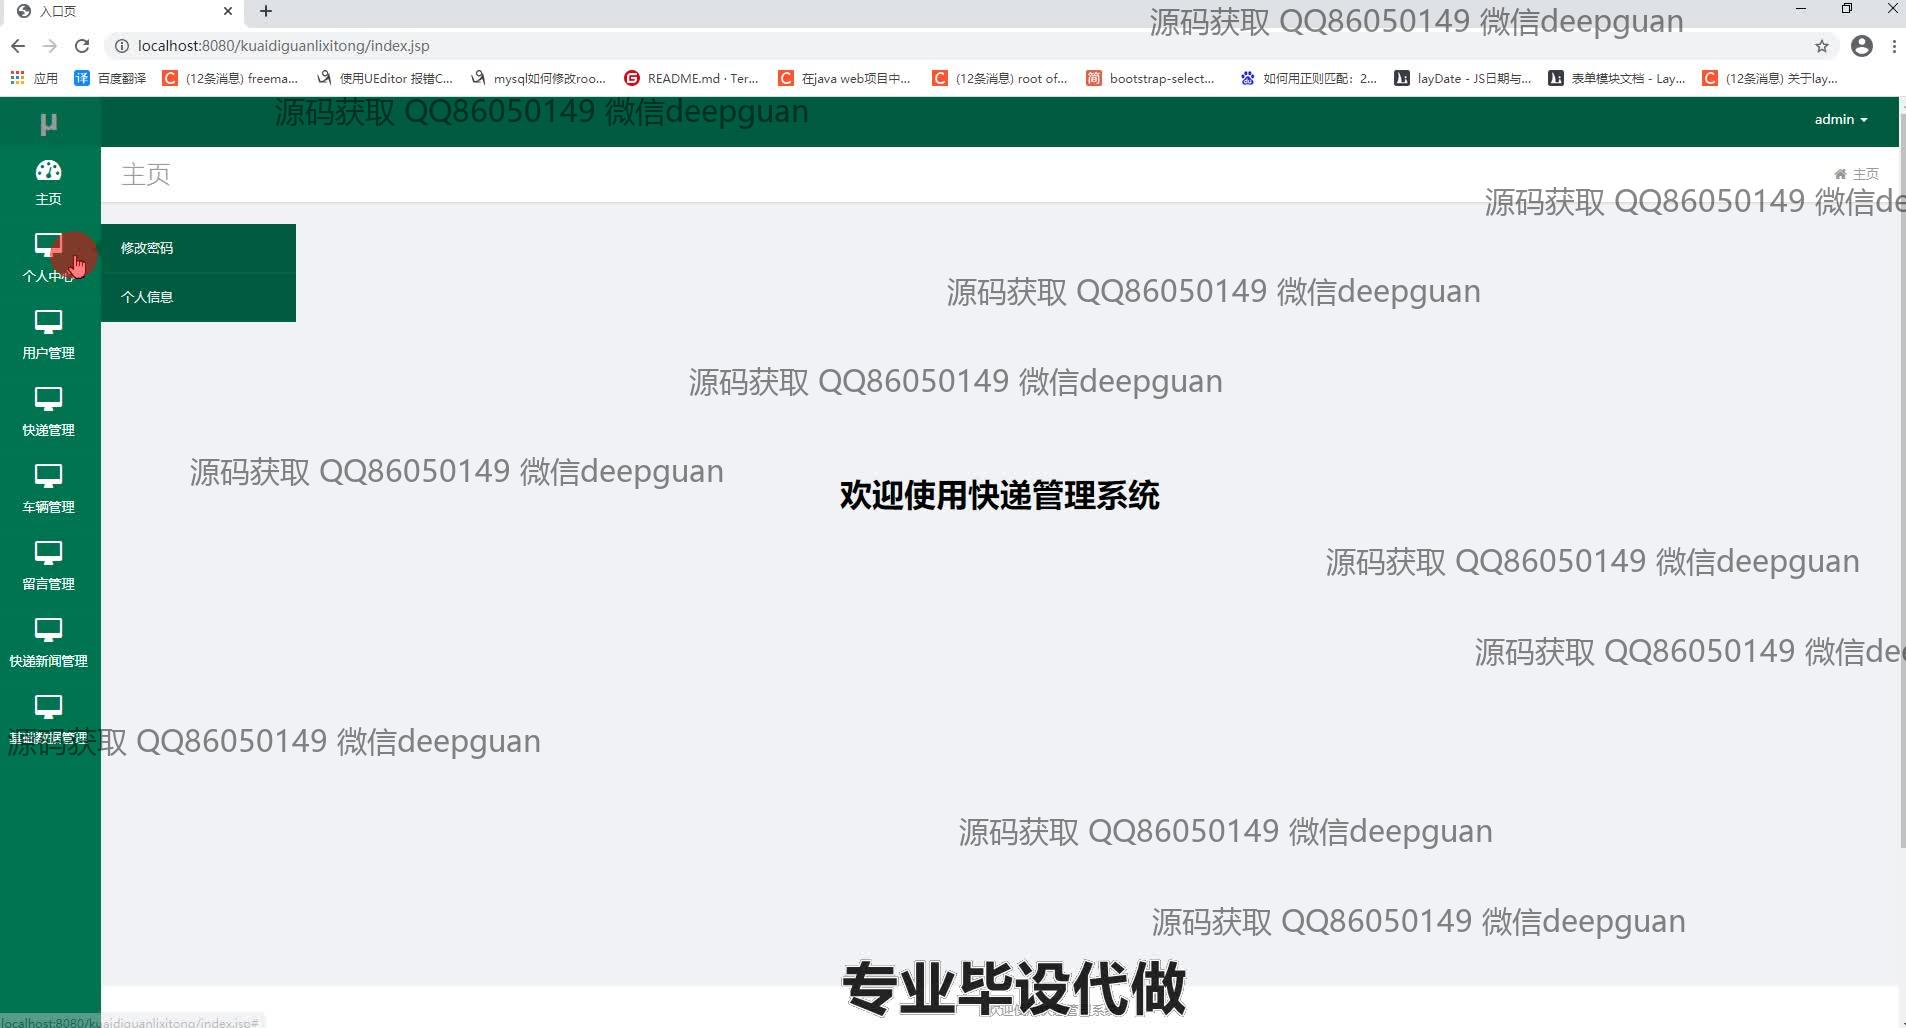 入口页
源码获取 QQ86050149 微信deepguan
localhost:8080/kuaidiguanlixitong/index.jsp
应用
百度翻译
(12条消息) freema...
使用UEditor 报错C...
mysql如何修改roo...
README.md · Ter...
在java web项目中...
(12条消息) root of...
bootstrap-select...
如何用正则匹配：2...
layDate - JS日期与...
表单模块文档 - Lay...
(12条消息) 关于lay...
μ
源码获取 QQ86050149 微信deepguan
admin
主页
主页
主页
源码获取 QQ86050149 微信de
修改密码
个人中心
个人信息
源码获取 QQ86050149 微信deepguan
用户管理
源码获取 QQ86050149 微信deepguan
快递管理
源码获取 QQ86050149 微信deepguan
欢迎使用快递管理系统
车辆管理
源码获取 QQ86050149 微信deepguan
留言管理
源码获取 QQ86050149 微信dee
快递新闻管理
基础数据管理
源码获取 QQ86050149 微信deepguan
源码获取 QQ86050149 微信deepguan
源码获取 QQ86050149 微信deepguan
专业毕设代做
localhost:8080/kuaidiguanlixitong/index.jsp#